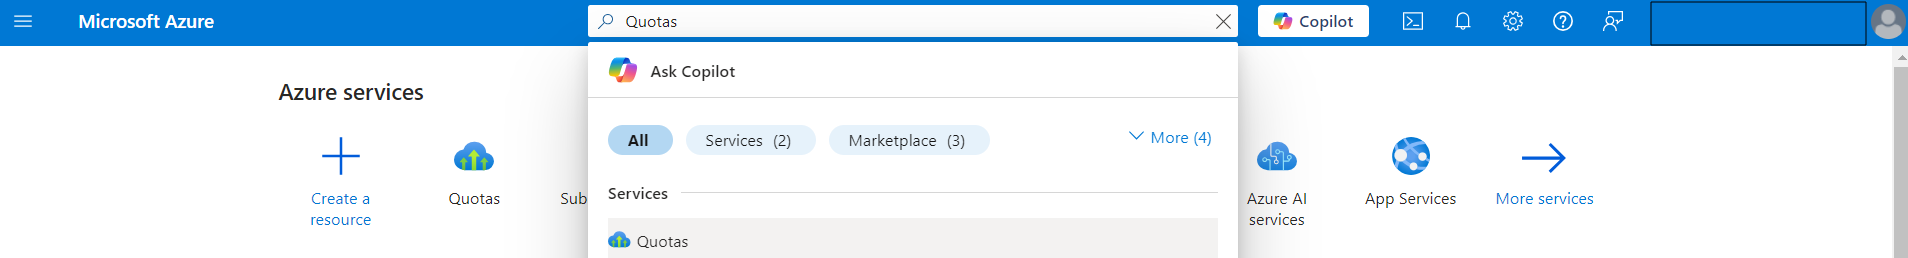 Microsoft Azure
Quotas
Copilot
Ask Copilot
Azure services
All
Services (2)
Marketplace (3)
More (4)
Create a
resource
Quotas
Sub
Services
Quotas
Azure AI
services
App Services
More services